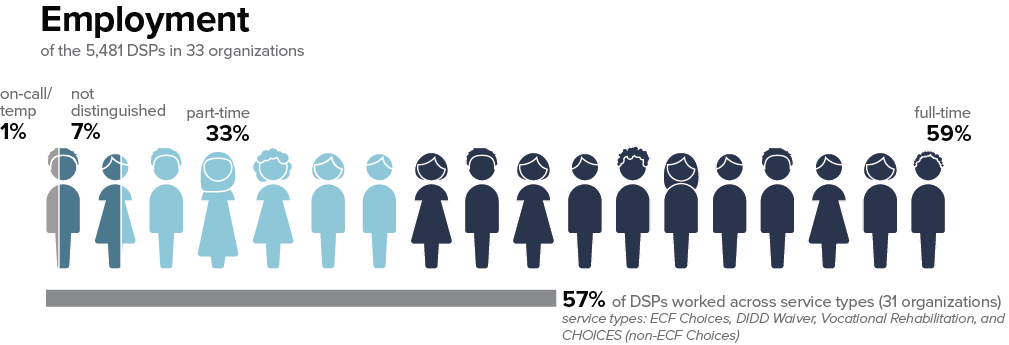 Employment
of the 5,481 DSPs in 33 organizations
on-call/
temp
1%
not
distinguished
7%
part-time
33%
full-time
59%
57% of DSPs worked across service types (31 organizations)
service types: ECF Choices, DIDD Waiver, Vocational Rehabilitation, and
CHOICES (non-ECF Choices)